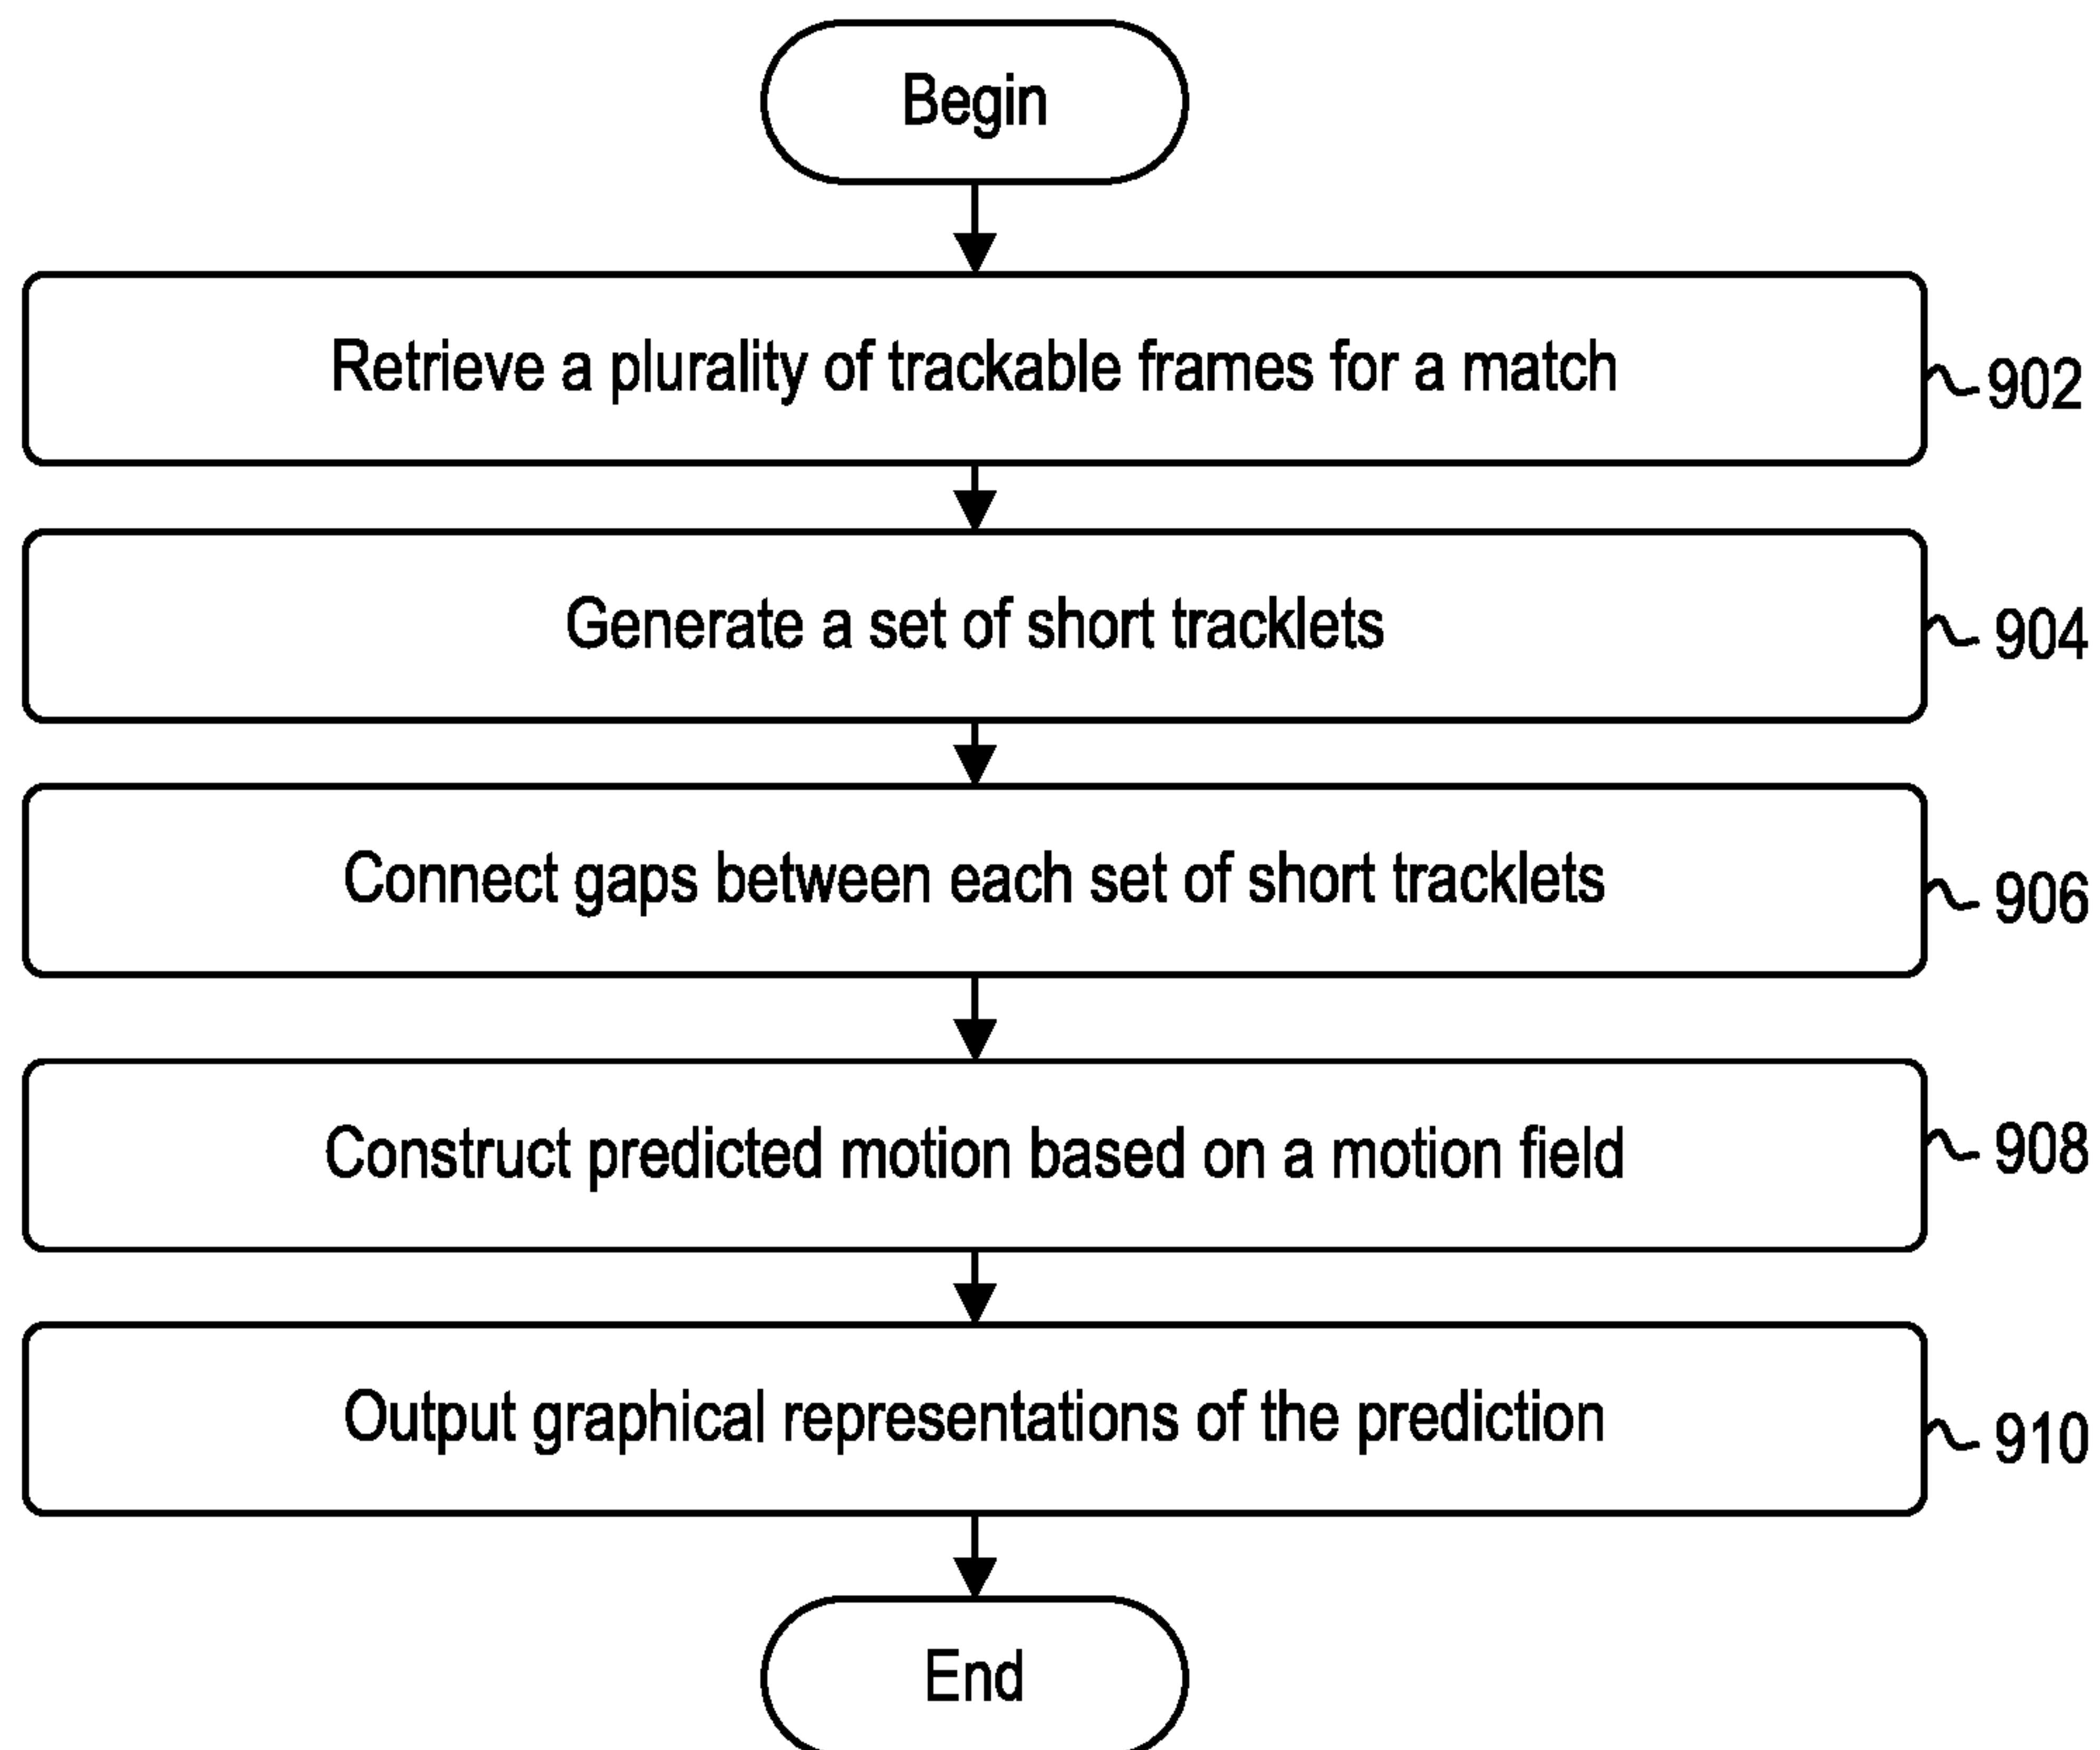 Begin
Retrieve a plurality of trackable frames for a match
902
Generate a set of short tracklets
904
Connect gaps between each set of short tracklets
906
Construct predicted motion based on a motion field
908
Output graphical representations of the prediction
910
End